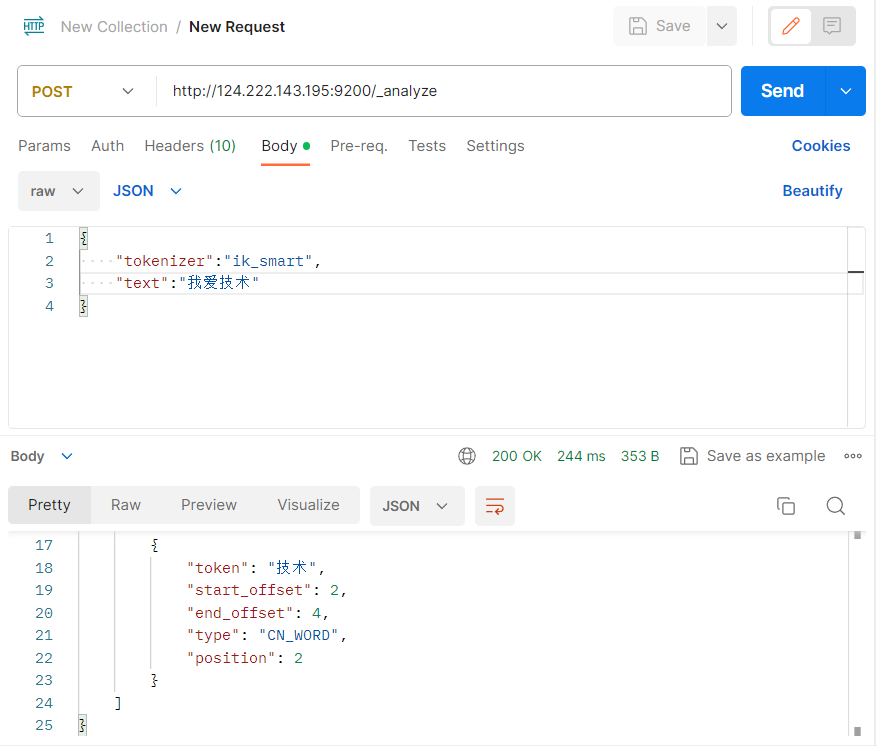 HTTP New Collection / New Request Save
POST http://124.222.143.195:9200/_analyze Send
Params Auth Headers (10) Body Pre-req. Tests Settings Cookies
raw JSON Beautify
1 {
2 "tokenizer":"ik_smart",
3 "text":"我爱技术"
4 }
Body 200 OK 244 ms 353 B Save as example
Pretty Raw Preview Visualize JSON
17 {
18 "token": "技术",
19 "start_offset": 2,
20 "end_offset": 4,
21 "type": "CN_WORD",
22 "position": 2
23 }
24 ]
25 }